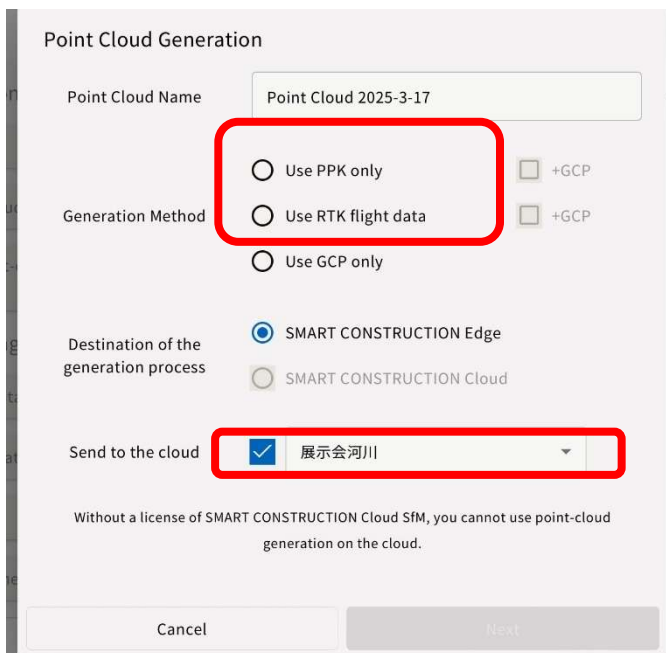 Point Cloud Generation
Point Cloud Name Point Cloud 2025-3-17
Use PPK only +GCP
Generation Method Use RTK flight data +GCP
Use GCP only
SMART CONSTRUCTION Edge
Destination of the
generation process
SMART CONSTRUCTION Cloud
Send to the cloud 展示会河川
Without a license of SMART CONSTRUCTION Cloud SfM, you cannot use point-cloud
generation on the cloud.
Cancel Next